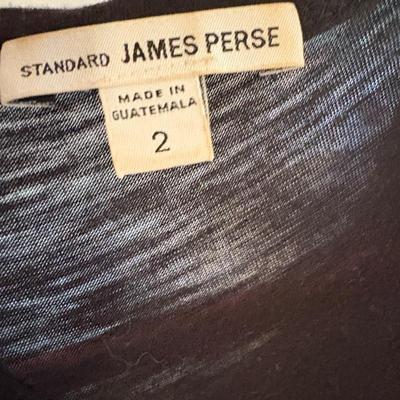 STANDARD JAMES PERSE
MADE IN
GUATEMALA
2